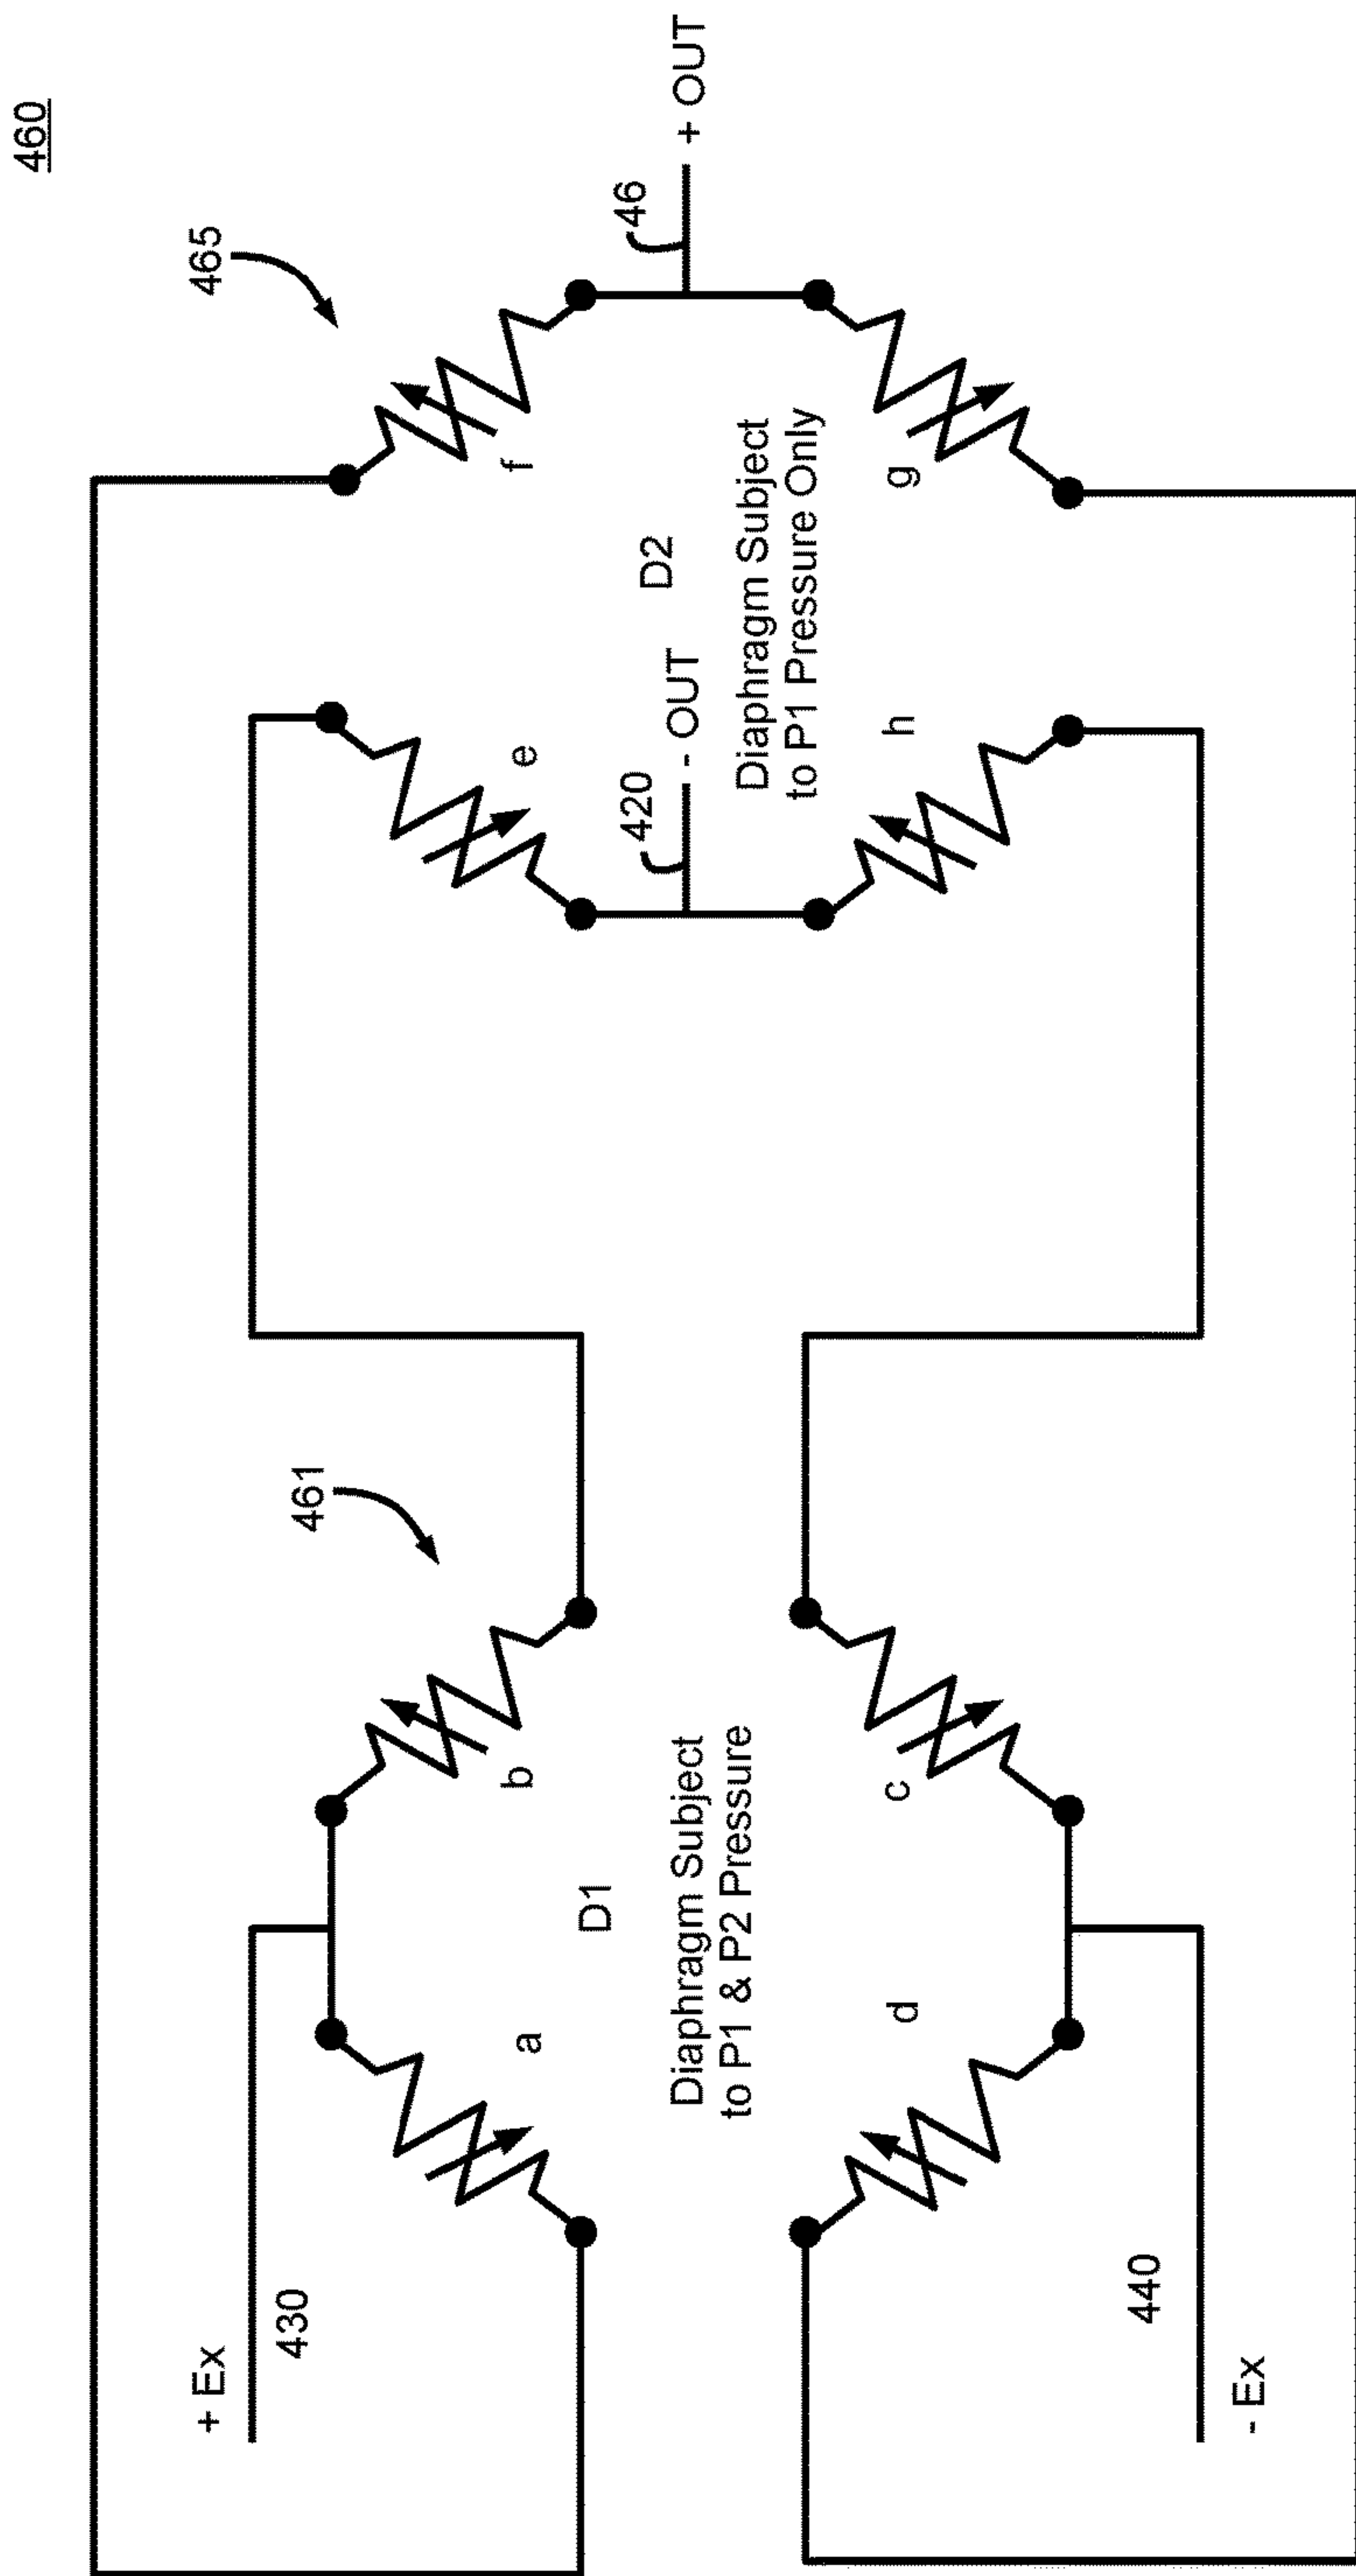 460
465
46
+ OUT
f
g
D2
Diaphragm Subject
to P1 Pressure Only
e
h
420
- OUT
461
b
c
D1
Diaphragm Subject
to P1 & P2 Pressure
a
d
+ Ex
430
440
- Ex